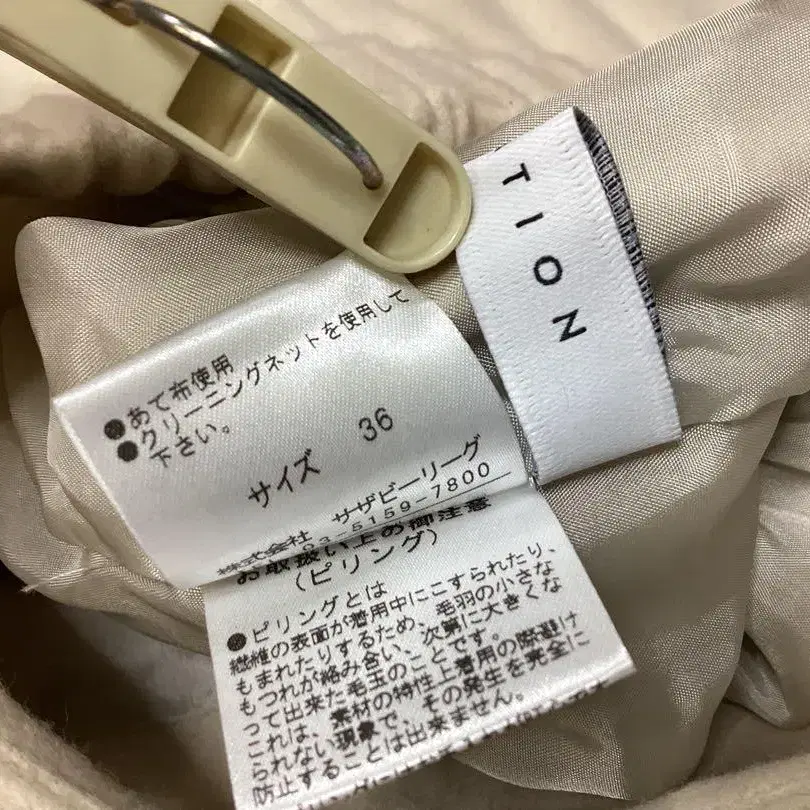 TION
●あて布使用
●クリーニングネットを使用して
下さい。
サイズ 36
株式会社 サザビーリーグ
03-5159-7800
お取扱い上の御注意
(ピリング)
●ピリングとは
繊維の表面が着用中にこすられたり、
もまれたりするため、毛羽の小さな
もつれが絡み合い、次第に大きくな
って出来た毛玉のことです。
これは、素材の特性上着用の際避け
られない現象で、その発生を完全に
防止することは出来ません。